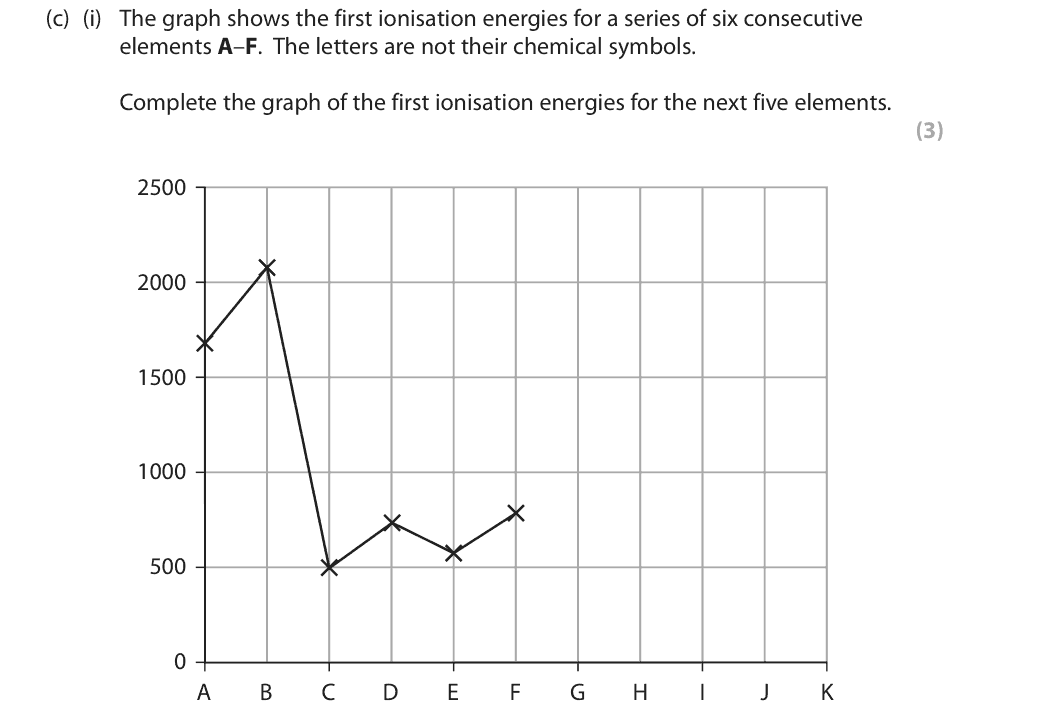 (c) (i) The graph shows the first ionisation energies for a series of six consecutive
elements A–F. The letters are not their chemical symbols.
Complete the graph of the first ionisation energies for the next five elements.
(3)
2500
2000
1500
1000
500
0
A B C D E F G H I J K